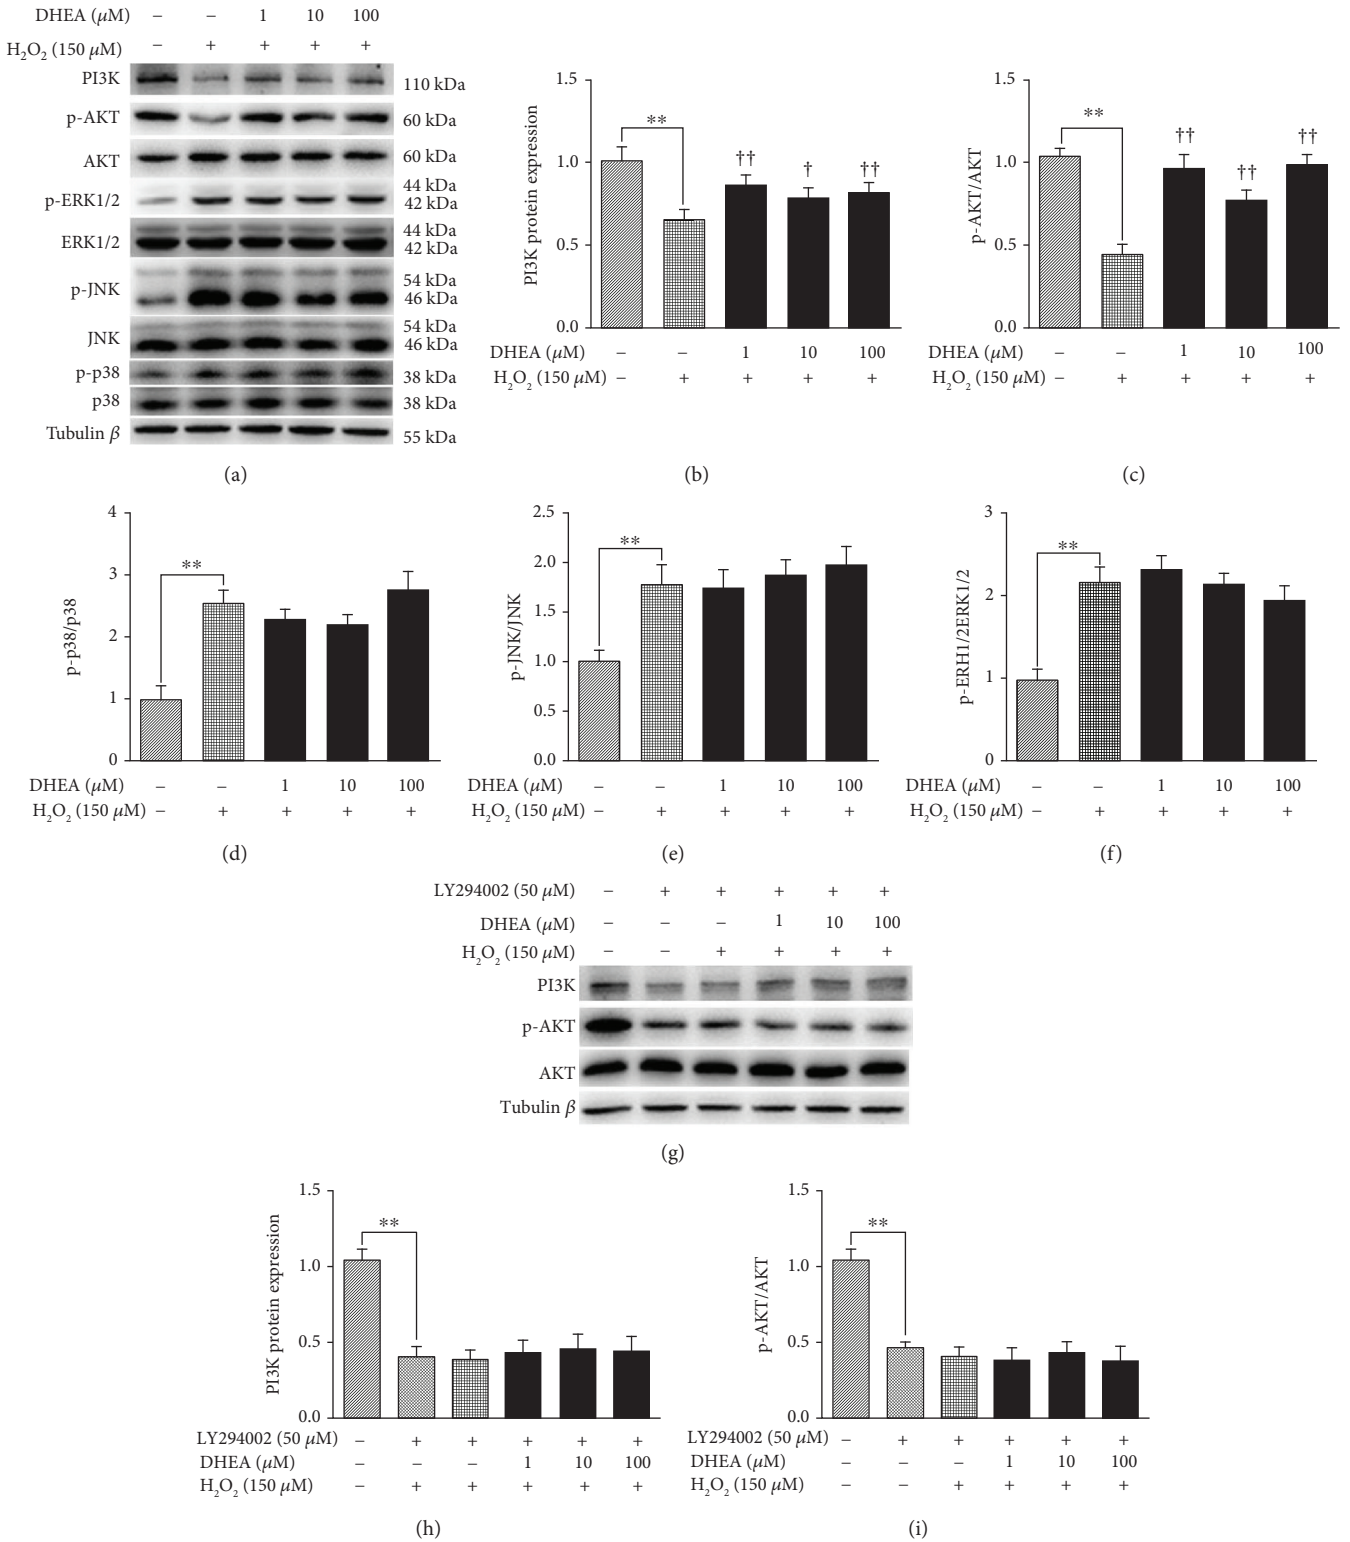 DHEA (μM) – – 1 10 100
H2O2 (150 μM) – + + + +
PI3K 110 kDa
p-AKT 60 kDa
AKT 60 kDa
p-ERK1/2 44 kDa 42 kDa
ERK1/2 44 kDa 42 kDa
p-JNK 54 kDa 46 kDa
JNK 54 kDa 46 kDa
p-p38 38 kDa
p38 38 kDa
Tubulin β 55 kDa
(a)
PI3K protein expression
1.5
1.0
0.5
0.0
** †† † ††
DHEA (μM) – – 1 10 100
H2O2 (150 μM) – + + + +
(b)
p-AKT/AKT
1.5
1.0
0.5
0.0
** †† †† ††
DHEA (μM) – – 1 10 100
H2O2 (150 μM) – + + + +
(c)
p-p38/p38
4
3
2
1
0
**
DHEA (μM) – – 1 10 100
H2O2 (150 μM) – + + + +
(d)
p-JNK/JNK
2.5
2.0
1.5
1.0
0.5
0.0
**
DHEA (μM) – – 1 10 100
H2O2 (150 μM) – + + + +
(e)
p-ERH1/2ERK1/2
3
2
1
0
**
DHEA (μM) – – 1 10 100
H2O2 (150 μM) – + + + +
(f)
LY294002 (50 μM) – + + + + +
DHEA (μM) – – – 1 10 100
H2O2 (150 μM) – – + + + +
PI3K
p-AKT
AKT
Tubulin β
(g)
PI3K protein expression
1.5
1.0
0.5
0.0
**
LY294002 (50 μM) – + + + + +
DHEA (μM) – – – 1 10 100
H2O2 (150 μM) – + + + + +
(h)
p-AKT/AKT
1.5
1.0
0.5
0.0
**
LY294002 (50 μM) – + + + + +
DHEA (μM) – – – 1 10 100
H2O2 (150 μM) – – + + + +
(i)